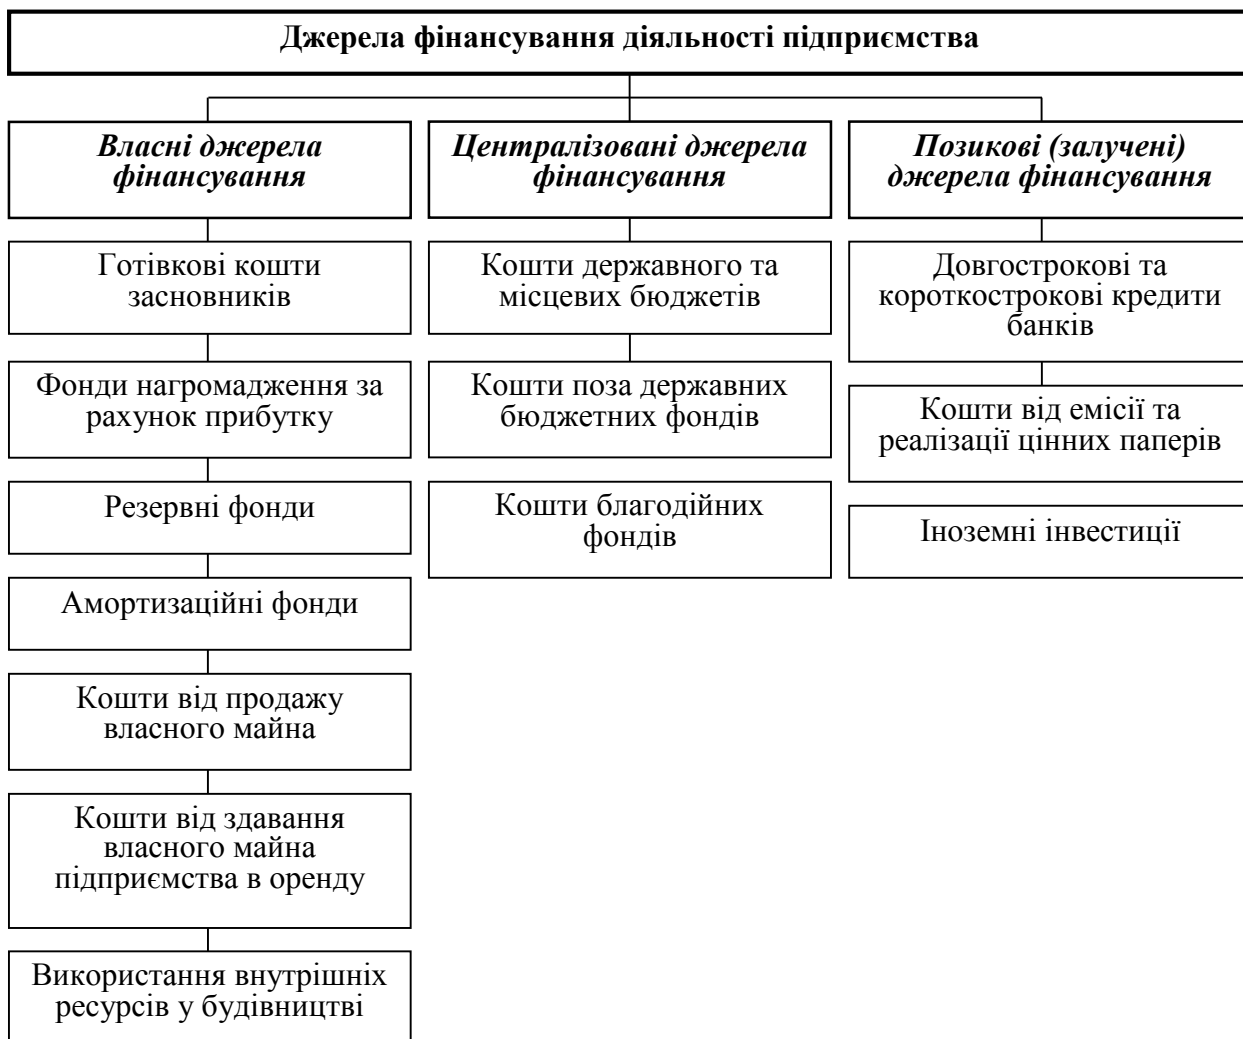 Джерела фінансування діяльності підприємства
Власні джерела
фінансування
Готівкові кошти
засновників
Фонди нагромадження за
рахунок прибутку
Резервні фонди
Амортизаційні фонди
Кошти від продажу
власного майна
Кошти від здавання
власного майна
підприємства в оренду
Використання внутрішніх
ресурсів у будівництві
Централізовані джерела
фінансування
Кошти державного та
місцевих бюджетів
Кошти поза державних
бюджетних фондів
Кошти благодійних
фондів
Позикові (залучені)
джерела фінансування
Довгострокові та
короткострокові кредити
банків
Кошти від емісії та
реалізації цінних паперів
Іноземні інвестиції